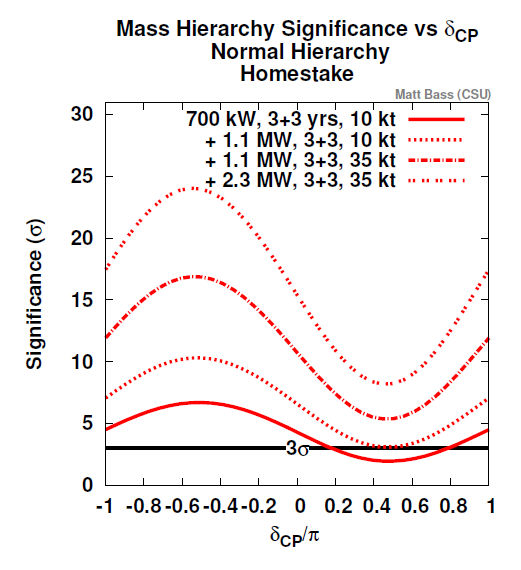 Mass Hierarchy Significance vs δCP
Normal Hierarchy
Homestake
Matt Bass (CSU)
700 kW, 3+3 yrs, 10 kt
+ 1.1 MW, 3+3, 10 kt
+ 1.1 MW, 3+3, 35 kt
+ 2.3 MW, 3+3, 35 kt
Significance (σ)
30
25
20
15
10
5
0
3σ
-1 -0.8 -0.6 -0.4 -0.2 0 0.2 0.4 0.6 0.8 1
δCP/π